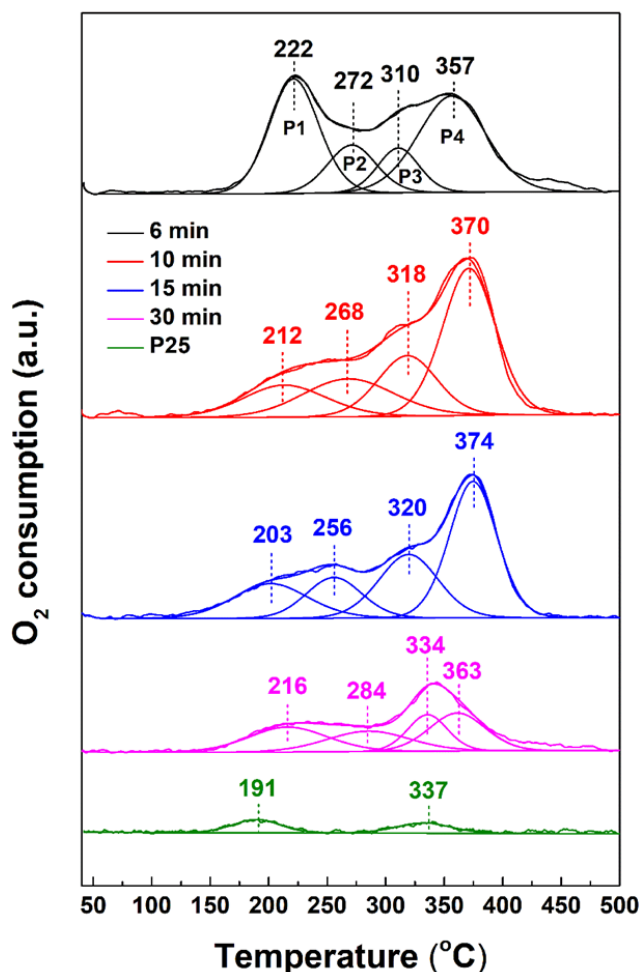 222
272
310
357
P1
P2
P3
P4
6 min
10 min
15 min
30 min
P25
212
268
318
370
203
256
320
374
216
284
334
363
191
337
O₂ consumption (a.u.)
50 100 150 200 250 300 350 400 450 500
Temperature (°C)